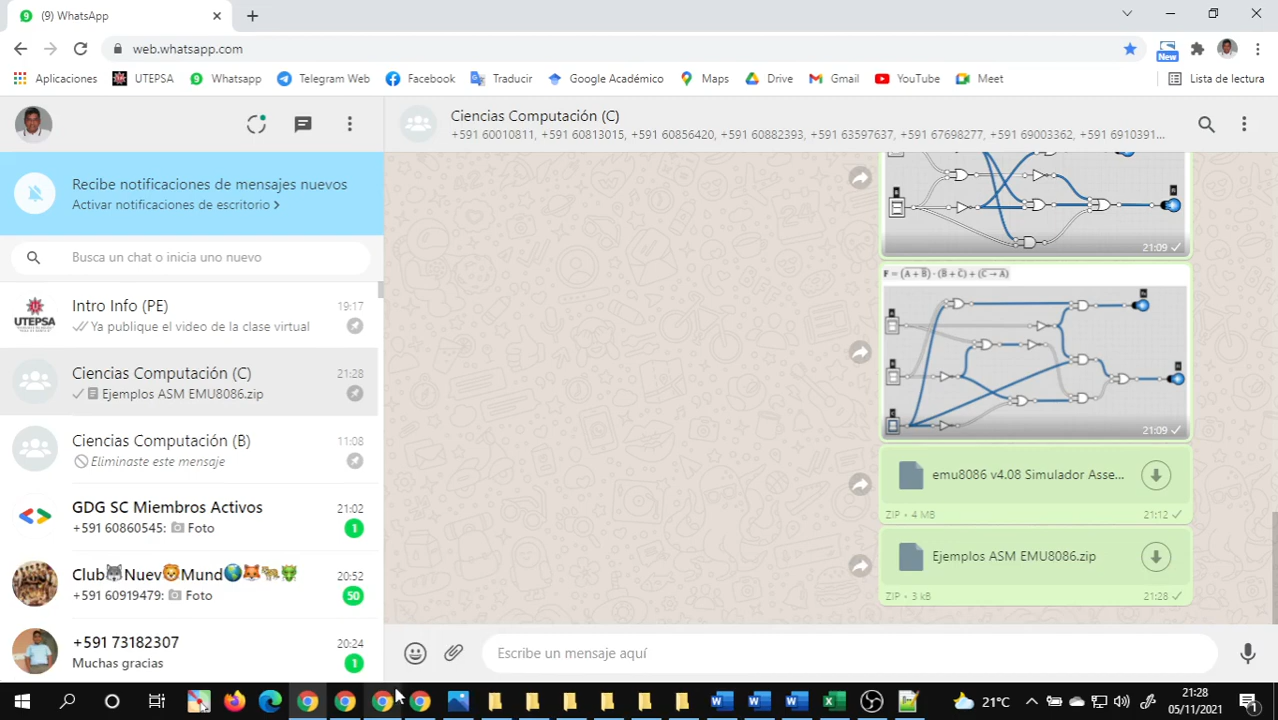 (9) WhatsApp
web.whatsapp.com
New
Aplicaciones
UTEPSA
Whatsapp
Telegram Web
Facebook
Traducir
Google Académico
Maps
Drive
Gmail
YouTube
Meet
Lista de lectura
Recibe notificaciones de mensajes nuevos
Activar notificaciones de escritorio >
Busca un chat o inicia uno nuevo
Intro Info (PE)
19:17
Ya publique el video de la clase virtual
UTEPSA
Ciencias Computación (C)
21:28
Ejemplos ASM EMU8086.zip
Ciencias Computación (B)
11:08
Eliminaste este mensaje
GDG SC Miembros Activos
21:02
+591 60860545: Foto
1
Club🐺Nuev🦁Mund🌍🦊🐆🐲
20:52
+591 60919479: Foto
50
+591 73182307
20:24
Muchas gracias
1
Ciencias Computación (C)
+591 60010811, +591 60813015, +591 60856420, +591 60882393, +591 63597637, +591 67698277, +591 69003362, +591 6910391...
21:09
21:09
emu8086 v4.08 Simulador Asse...
ZIP • 4 MB
21:12
Ejemplos ASM EMU8086.zip
ZIP • 3 kB
21:28
Escribe un mensaje aquí
21°C
21:28
05/11/2021
1